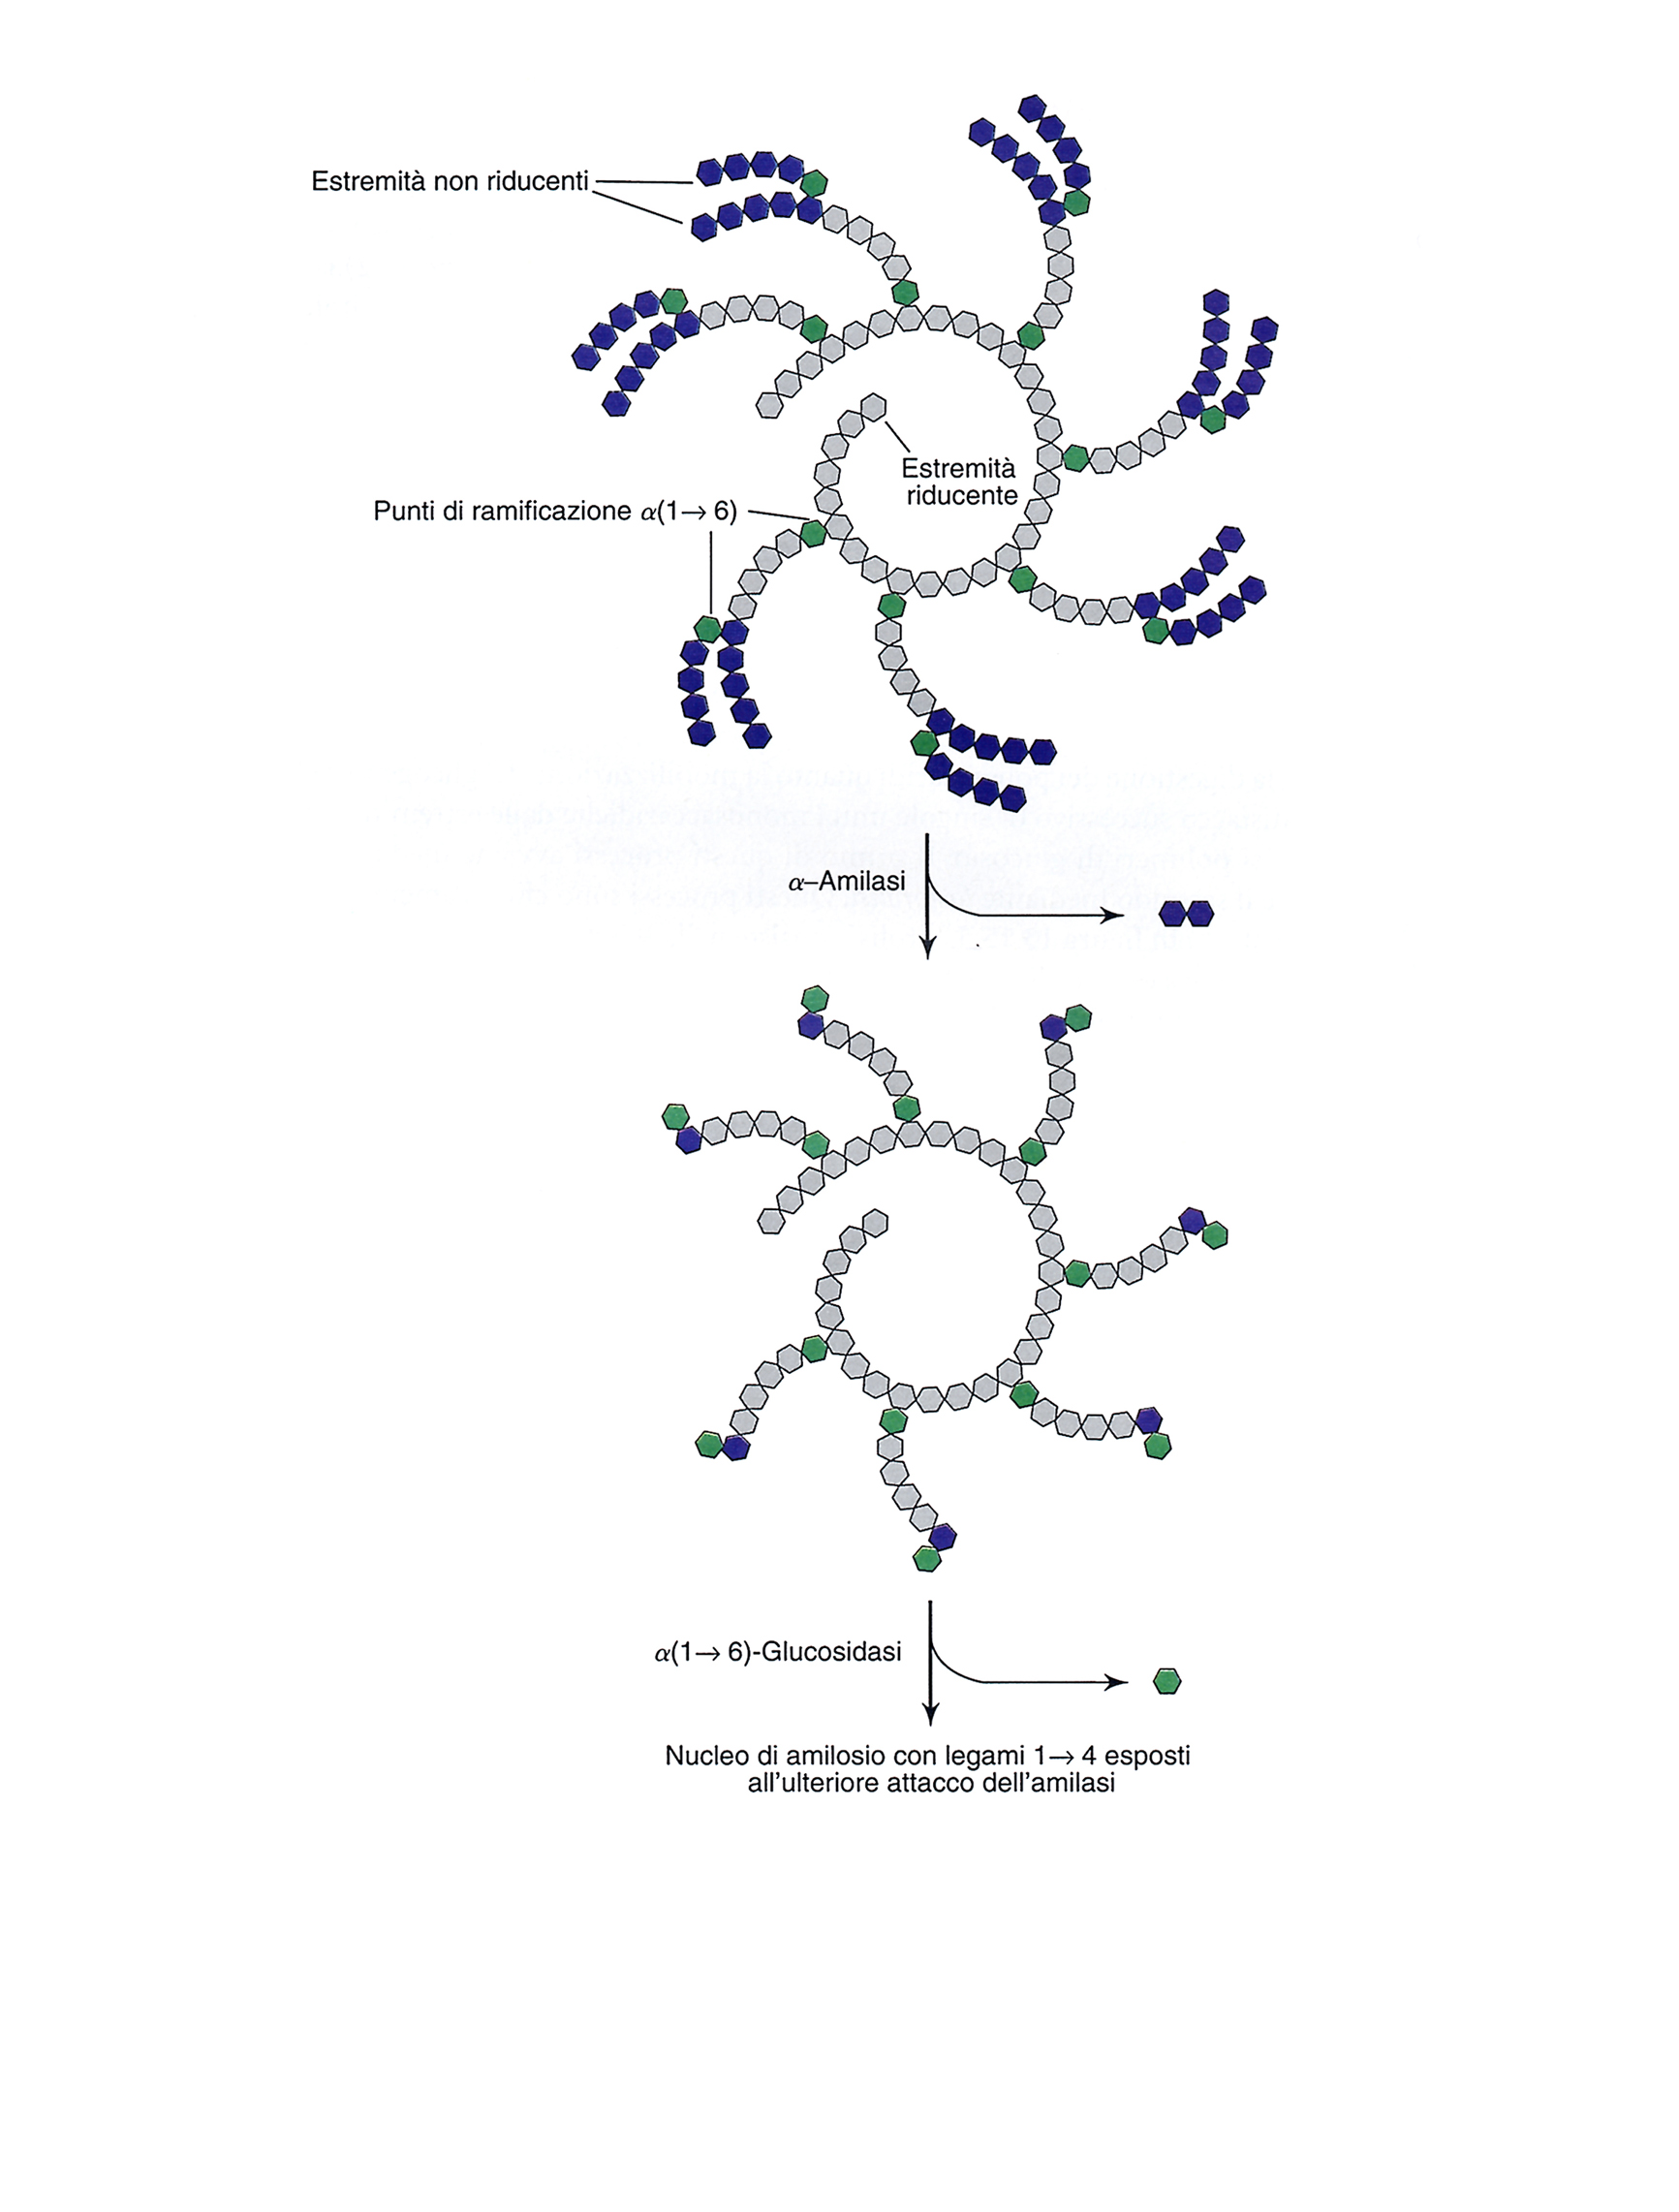 Estremità non riducenti
Estremità
riducente
Punti di ramificazione α(1→ 6)
α–Amilasi
α(1→ 6)-Glucosidasi
Nucleo di amilosio con legami 1→ 4 esposti
all'ulteriore attacco dell'amilasi